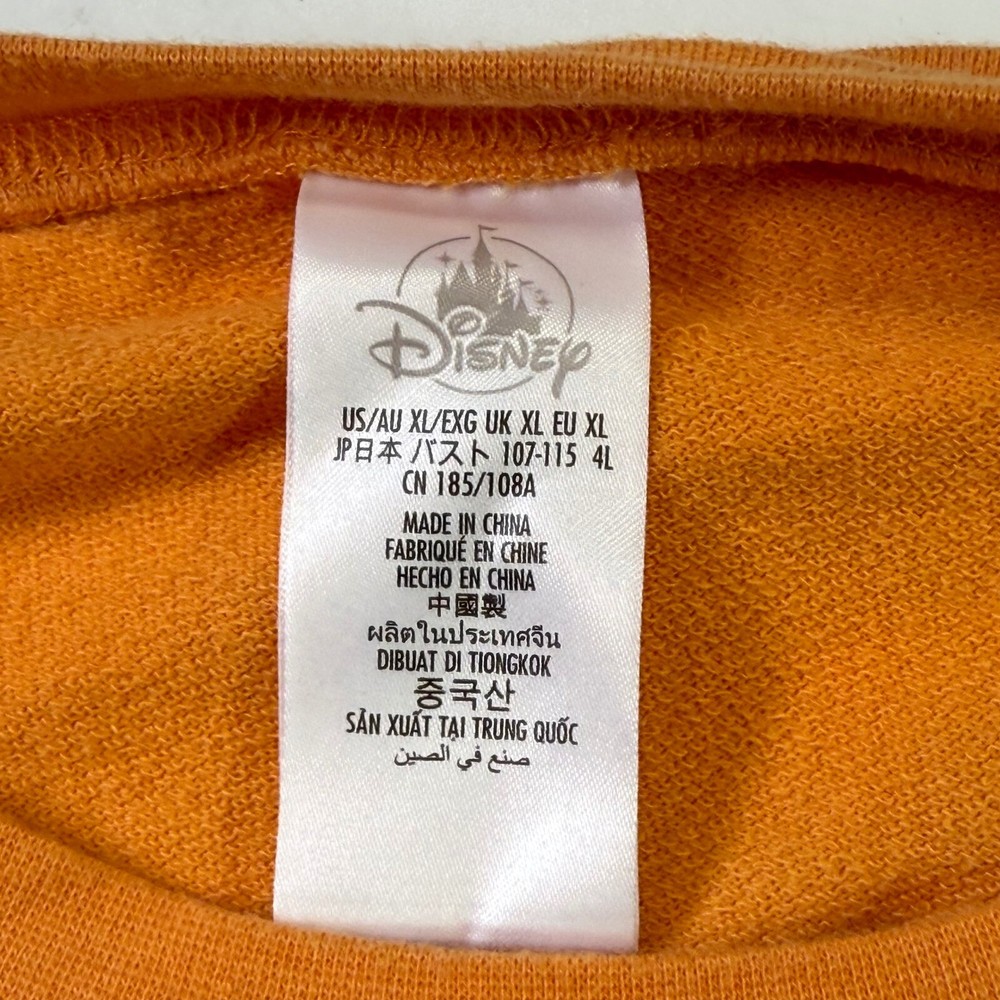 Disney
US/AU XL/EXG UK XL EU XL
JP日本 バスト 107-115 4L
CN 185/108A
MADE IN CHINA
FABRIQUÉ EN CHINE
HECHO EN CHINA
中國製
ผลิตในประเทศจีน
DIBUAT DI TIONGKOK
중국산
SẢN XUẤT TẠI TRUNG QUỐC
صنع في الصين